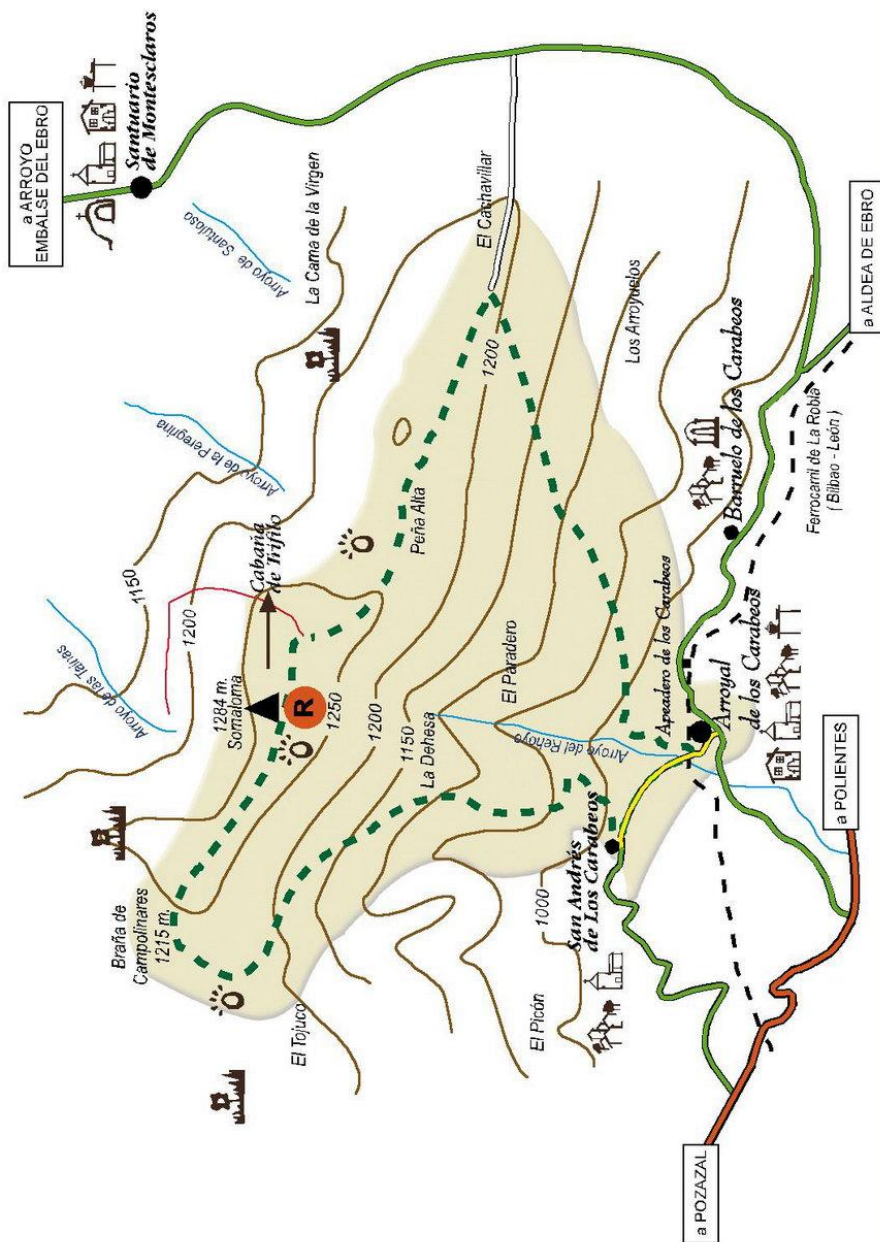 a POZAZAL
a POLIENTES
a ALDEA DE EBRO
a ARROYO
EMBALSE DEL EBRO
Santuario
de Montesclaros
Arroyo de Santulosa
La Cama de la Virgen
El Cachavillar
1200
Los Arroyuelos
Arroyo de la Peregrina
Peña Alta
Barruelo de los Carabeos
Ferrocarril de La Robla
( Bilbao - León )
Cabaña
de Trifilo
1150
1200
Arroyo de las Tainas
1284 m.
Somaloma
R
1250
1200
1150
La Dehesa
El Paradero
Arroyo del Rehoyo
Apeadero de los Carabeos
Arroyal
de los Carabeos
Braña de
Campolinares
1215 m.
El Tojuco
El Picón
1000
San Andrés
de Los Carabeos